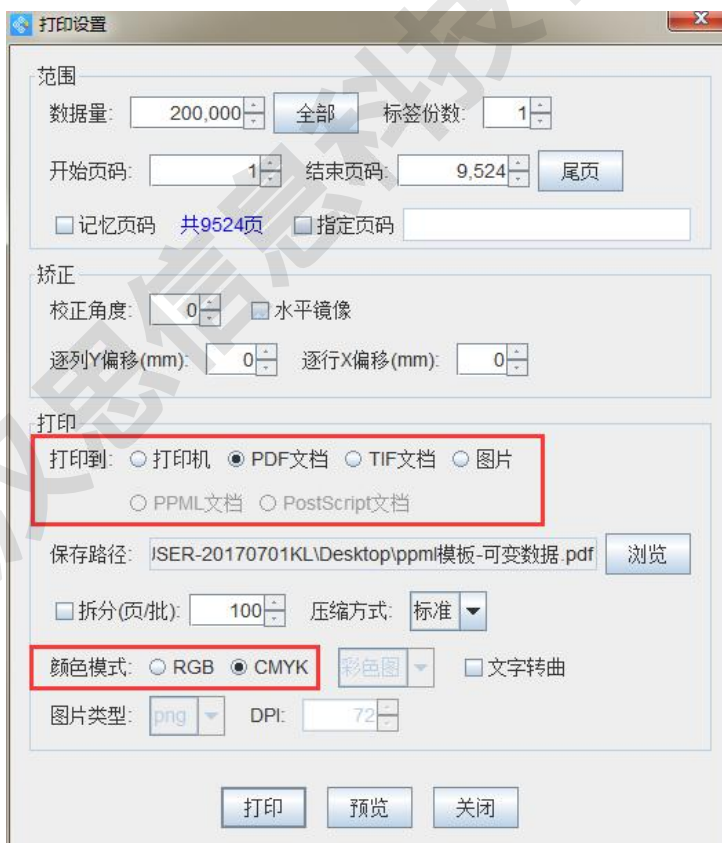 打印设置
范围
数据量: 200,000 全部 标签份数: 1
开始页码: 1 结束页码: 9,524 尾页
记忆页码 共9524页 指定页码
矫正
校正角度: 0 水平镜像
逐列Y偏移(mm): 0 逐行X偏移(mm): 0
打印
打印到: 打印机 PDF文档 TIF文档 图片
PPML文档 PostScript文档
保存路径: JSER-20170701KL\Desktop\ppml模板-可变数据.pdf 浏览
拆分(页/批): 100 压缩方式: 标准
颜色模式: RGB CMYK 彩色图 文字转曲
图片类型: png DPI: 72
打印 预览 关闭
汉思信息科技